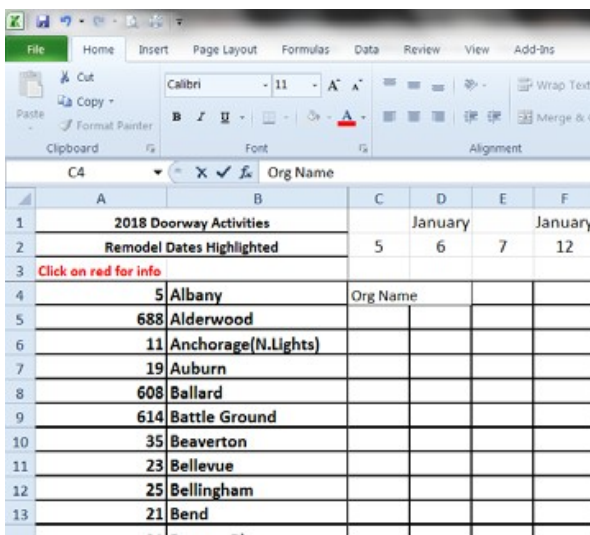 File Home Insert Page Layout Formulas Data Review View Add-Ins
Cut
Copy
Paste
Format Painter
Calibri 11 A A Wrap Text
B I U A Merge &
Clipboard Font Alignment
C4 fx Org Name
A B C D E F
1 2018 Doorway Activities January January
2 Remodel Dates Highlighted 5 6 7 12
3 Click on red for info
4 5 Albany Org Name
5 688 Alderwood
6 11 Anchorage(N.Lights)
7 19 Auburn
8 608 Ballard
9 614 Battle Ground
10 35 Beaverton
11 23 Bellevue
12 25 Bellingham
13 21 Bend